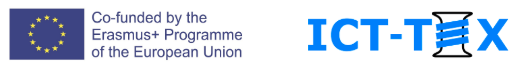 Co-funded by the
Erasmus+ Programme
of the European Union
ICT-TEX